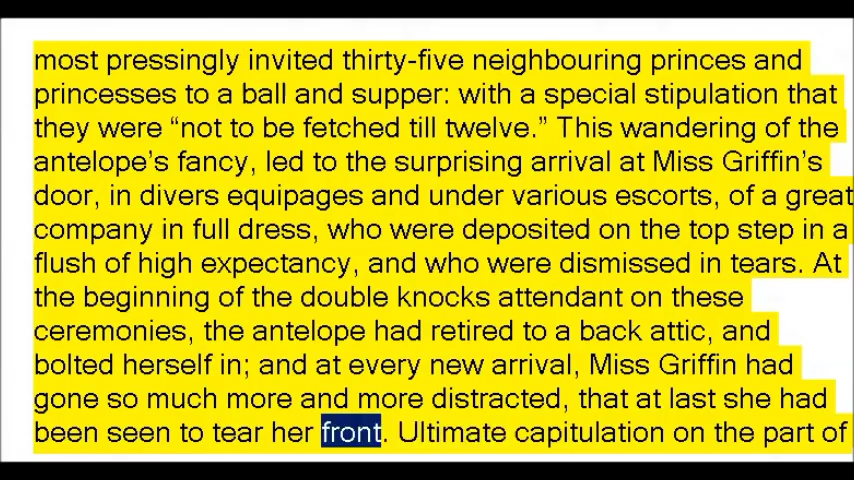 most pressingly invited thirty-five neighbouring princes and
princesses to a ball and supper: with a special stipulation that
they were “not to be fetched till twelve.” This wandering of the
antelope’s fancy, led to the surprising arrival at Miss Griffin’s
door, in divers equipages and under various escorts, of a great
company in full dress, who were deposited on the top step in a
flush of high expectancy, and who were dismissed in tears. At
the beginning of the double knocks attendant on these
ceremonies, the antelope had retired to a back attic, and
bolted herself in; and at every new arrival, Miss Griffin had
gone so much more and more distracted, that at last she had
been seen to tear her front. Ultimate capitulation on the part of